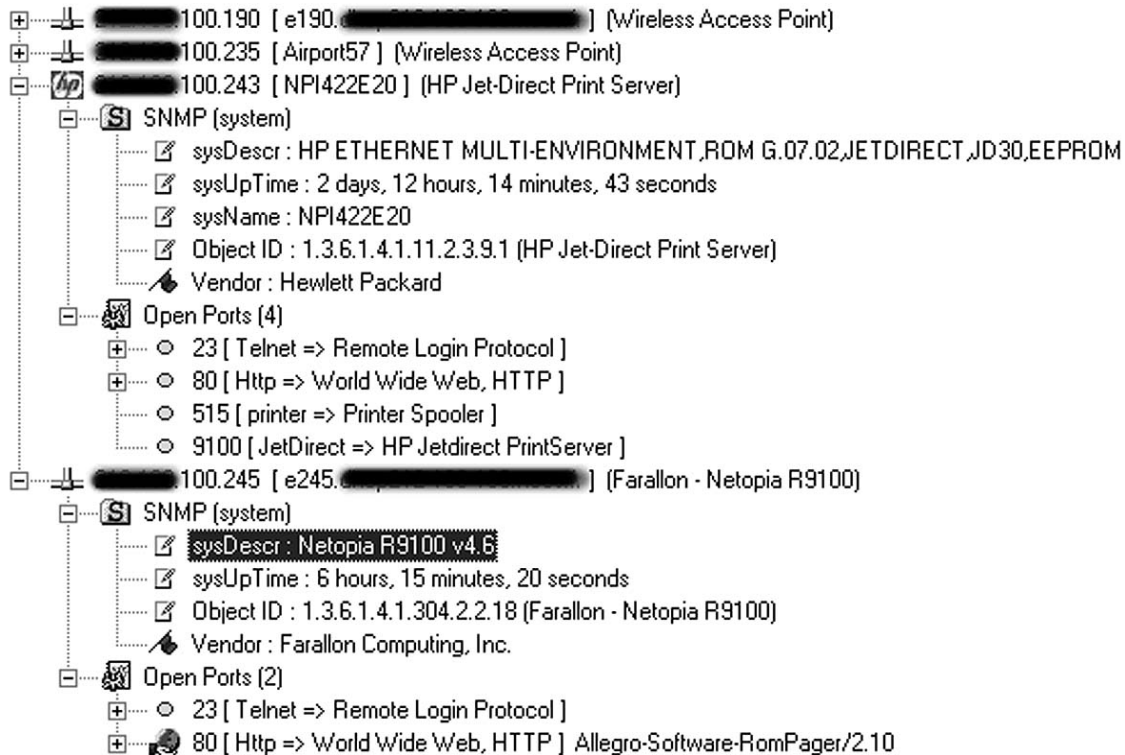 100.190 [ e190. ] (Wireless Access Point)
100.235 [ Airport57 ] (Wireless Access Point)
hp 100.243 [ NPI422E20 ] (HP Jet-Direct Print Server)
S SNMP (system)
sysDescr : HP ETHERNET MULTI-ENVIRONMENT,ROM G.07.02,JETDIRECT,JD30,EEPROM
sysUpTime : 2 days, 12 hours, 14 minutes, 43 seconds
sysName : NPI422E20
Object ID : 1.3.6.1.4.1.11.2.3.9.1 (HP Jet-Direct Print Server)
Vendor : Hewlett Packard
Open Ports (4)
23 [ Telnet => Remote Login Protocol ]
80 [ Http => World Wide Web, HTTP ]
515 [ printer => Printer Spooler ]
9100 [ JetDirect => HP Jetdirect PrintServer ]
100.245 [ e245. ] (Farallon - Netopia R9100)
S SNMP (system)
sysDescr : Netopia R9100 v4.6
sysUpTime : 6 hours, 15 minutes, 20 seconds
Object ID : 1.3.6.1.4.1.304.2.2.18 (Farallon - Netopia R9100)
Vendor : Farallon Computing, Inc.
Open Ports (2)
23 [ Telnet => Remote Login Protocol ]
80 [ Http => World Wide Web, HTTP ] Allegro-Software-RomPager/2.10